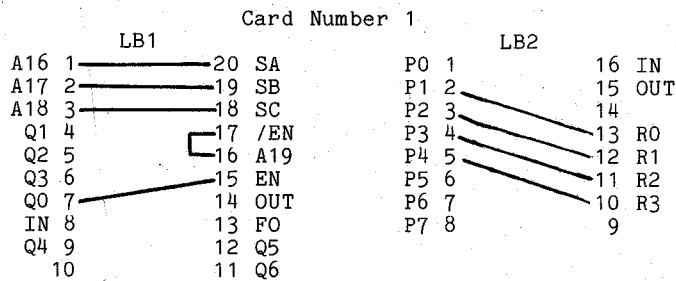 Card Number 1
LB1 LB2
A16 1 20 SA P0 1 16 IN
A17 2 19 SB P1 2 15 OUT
A18 3 18 SC P2 3 14
Q1 4 17 /EN P3 4 13 R0
Q2 5 16 A19 P4 5 12 R1
Q3 6 15 EN P5 6 11 R2
Q0 7 14 OUT P6 7 10 R3
IN 8 13 FO P7 8 9
Q4 9 12 Q5
10 11 Q6